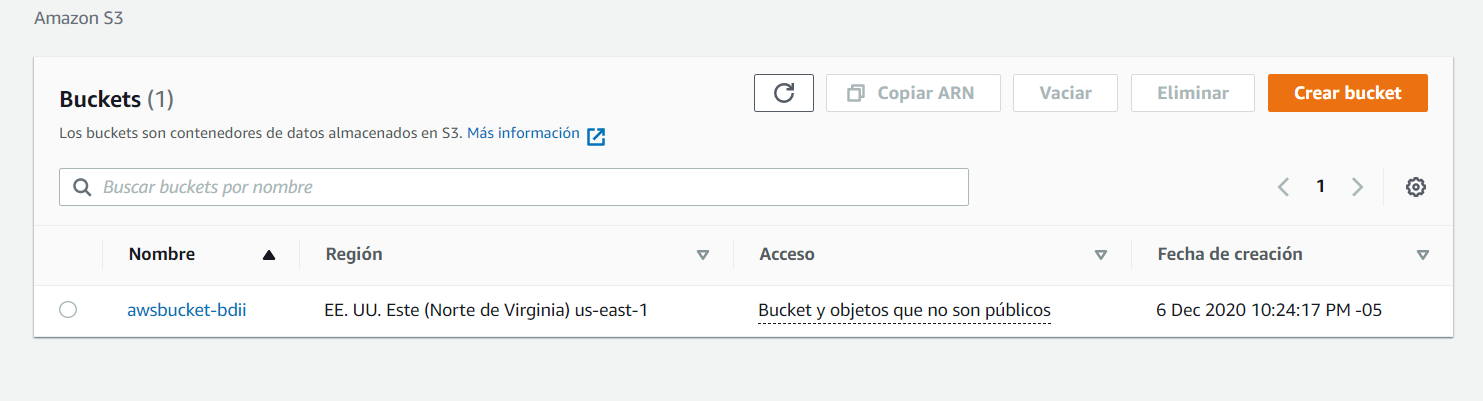 Amazon S3
Buckets (1)
Copiar ARN
Vaciar
Eliminar
Crear bucket
Los buckets son contenedores de datos almacenados en S3. Más información
Buscar buckets por nombre
1
Nombre
Región
Acceso
Fecha de creación
awsbucket-bdii
EE. UU. Este (Norte de Virginia) us-east-1
Bucket y objetos que no son públicos
6 Dec 2020 10:24:17 PM -05